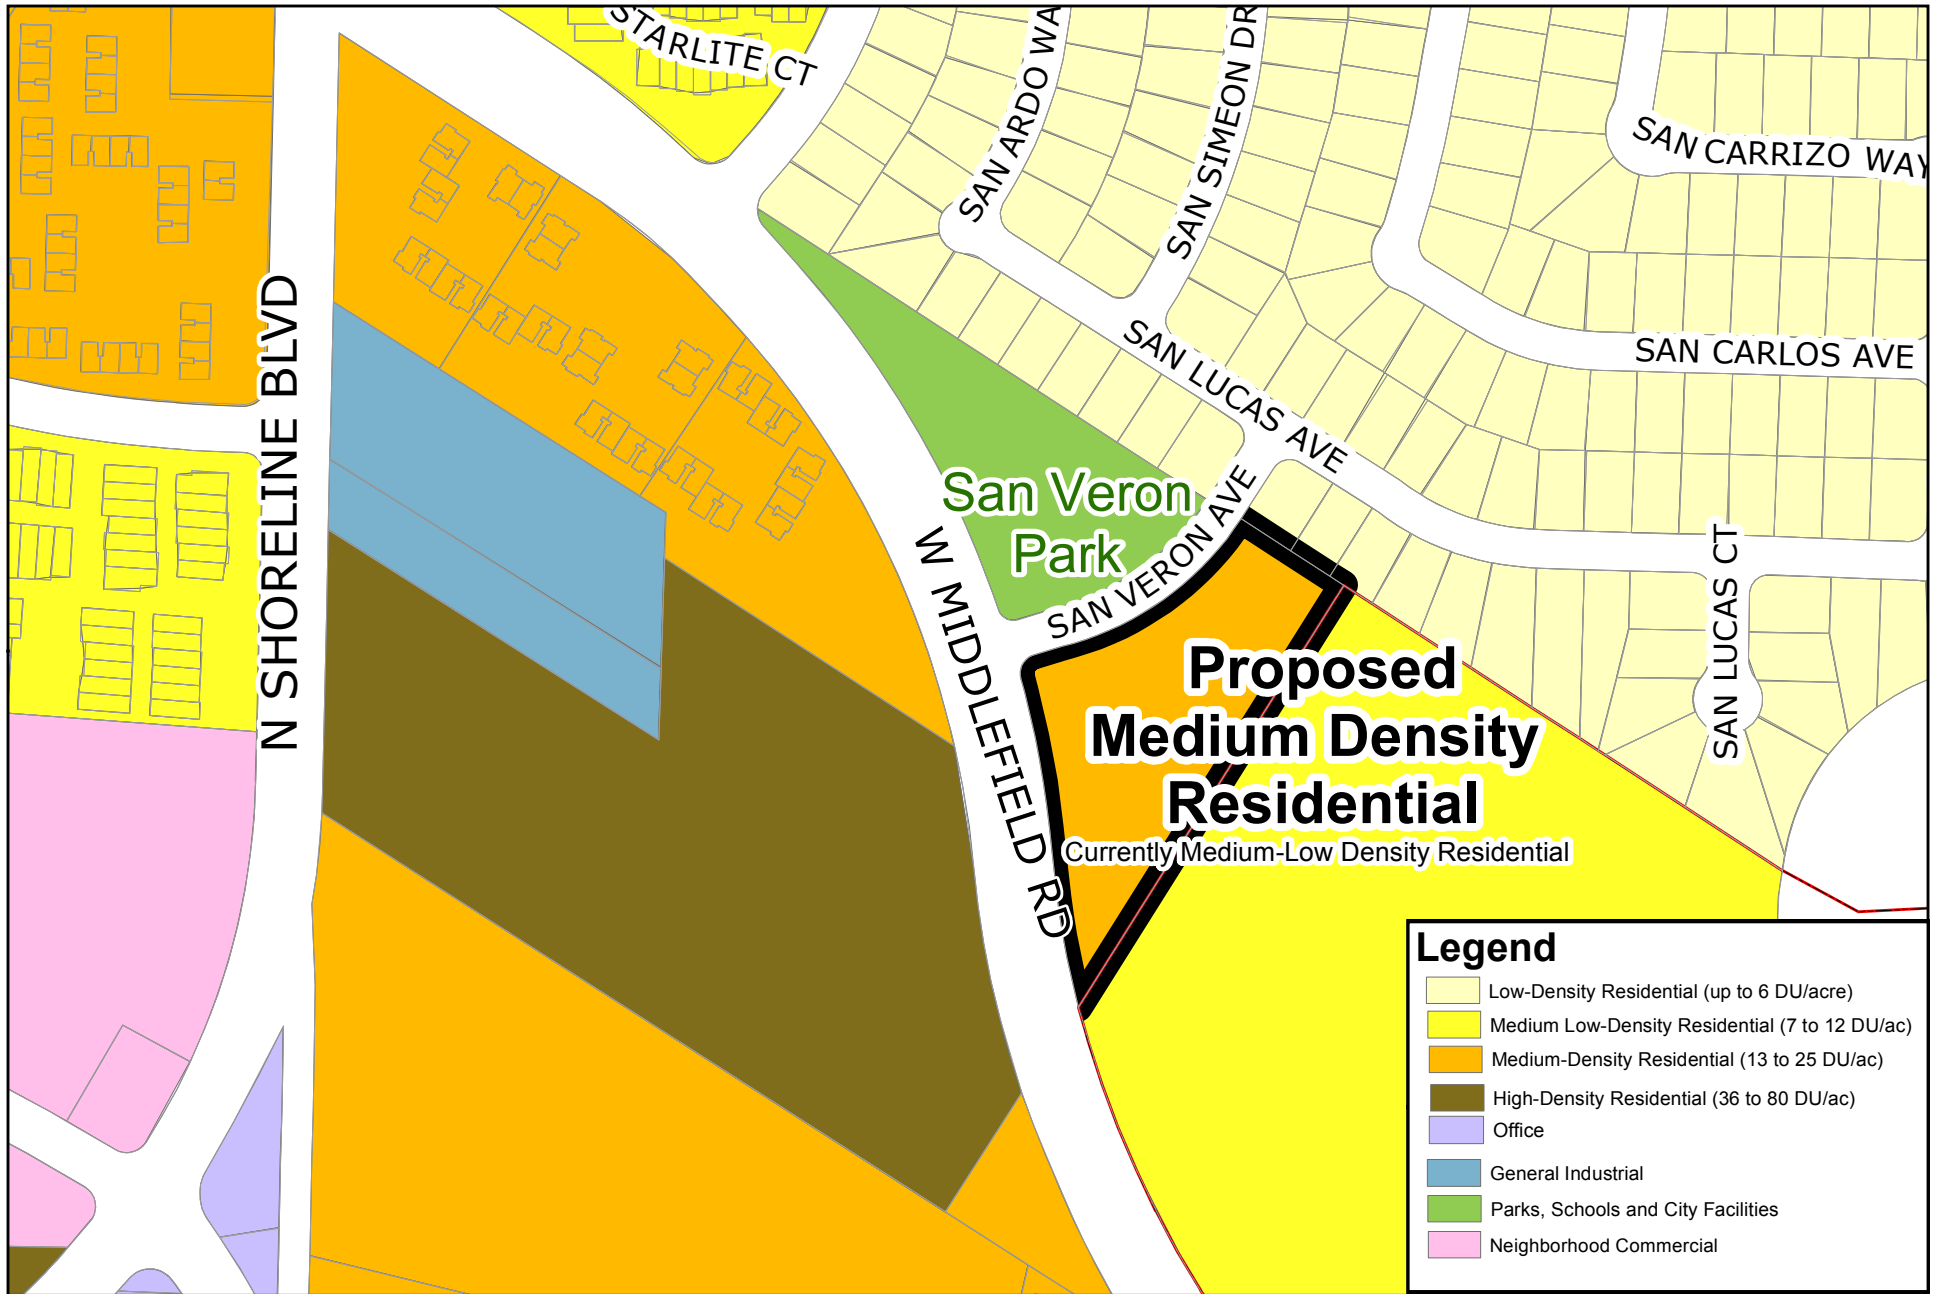 STARLITE CT
SAN ARDO WA
SAN SIMEON DR
SAN CARRIZO WAY
N SHORELINE BLVD
SAN LUCAS AVE
SAN CARLOS AVE
San Veron
Park
SAN VERON AVE
W MIDDLEFIELD RD
SAN LUCAS CT
Proposed
Medium Density
Residential
Currently Medium-Low Density Residential
Legend
Low-Density Residential (up to 6 DU/acre)
Medium Low-Density Residential (7 to 12 DU/ac)
Medium-Density Residential (13 to 25 DU/ac)
High-Density Residential (36 to 80 DU/ac)
Office
General Industrial
Parks, Schools and City Facilities
Neighborhood Commercial